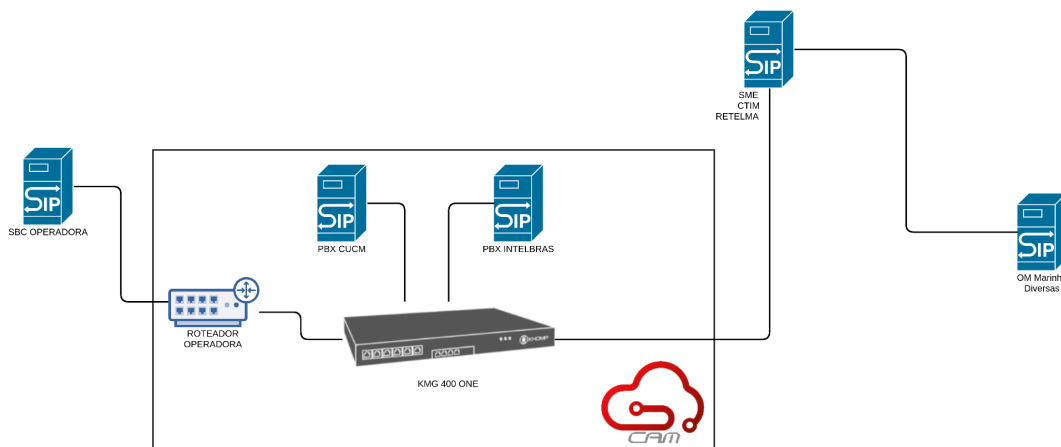 SIP
SME
CTIM
RETELMA
SIP
SBC OPERADORA
SIP
PBX CUCM
SIP
PBX INTELBRAS
SIP
OM Marinh
Diversas
ROTEADOR
OPERADORA
KHOMP
KMG 400 ONE
CAM